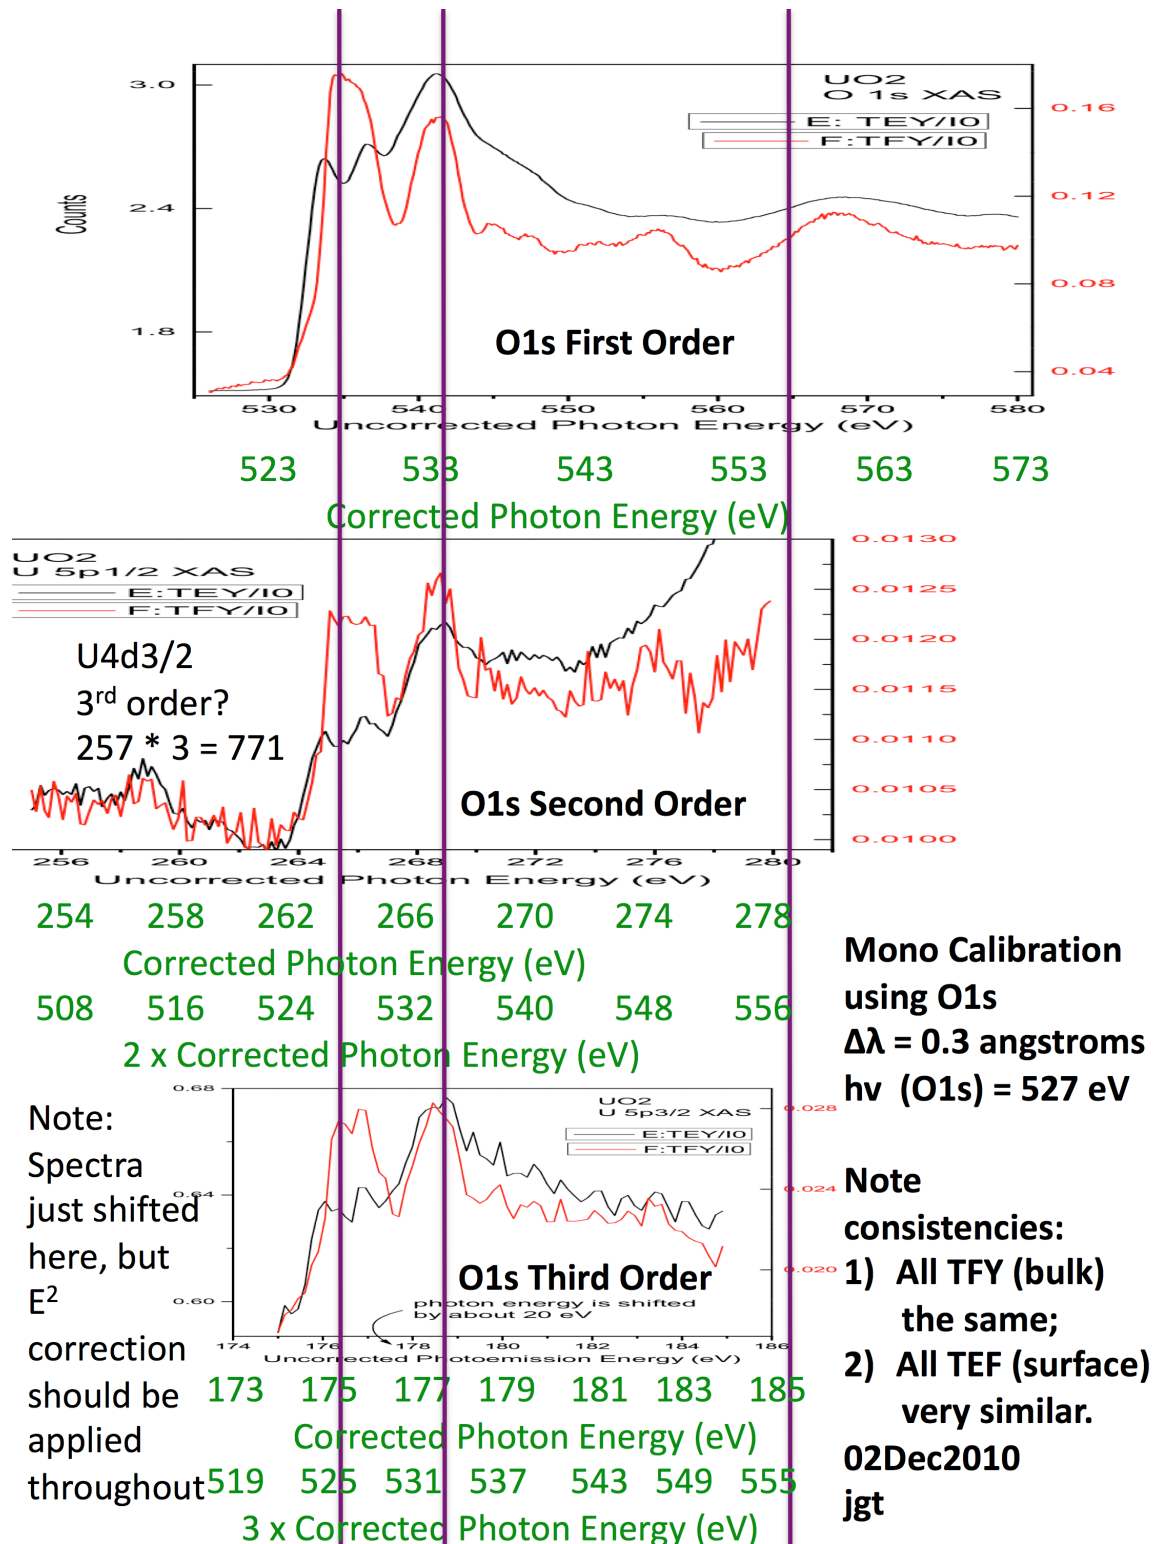 UO2
O 1s XAS
E: TEY/I0
F:TFY/I0
3.0
2.4
1.8
Counts
0.16
0.12
0.08
0.04
O1s First Order
530 540 550 560 570 580
Uncorrected Photon Energy (eV)
523 533 543 553 563 573
Corrected Photon Energy (eV)
UO2
U 5p1/2 XAS
E:TEY/I0
F:TFY/I0
0.0130
0.0125
0.0120
0.0115
0.0110
0.0105
0.0100
U4d3/2
3rd order?
257 * 3 = 771
O1s Second Order
256 260 264 268 272 276 280
Uncorrected Photon Energy (eV)
254 258 262 266 270 274 278
Corrected Photon Energy (eV)
508 516 524 532 540 548 556
2 x Corrected Photon Energy (eV)
Mono Calibration
using O1s
Δλ = 0.3 angstroms
hν (O1s) = 527 eV
0.68
0.64
0.60
UO2
U 5p3/2 XAS
E:TEY/I0
F:TFY/I0
0.028
0.024
0.020
O1s Third Order
photon energy is shifted
by about 20 eV
174 176 178 180 182 184 186
Uncorrected Photoemission Energy (eV)
173 175 177 179 181 183 185
Corrected Photon Energy (eV)
519 525 531 537 543 549 555
3 x Corrected Photon Energy (eV)
Note:
Spectra
just shifted
here, but
E²
correction
should be
applied
throughout
Note
consistencies:
1) All TFY (bulk)
the same;
2) All TEF (surface)
very similar.
02Dec2010
jgt